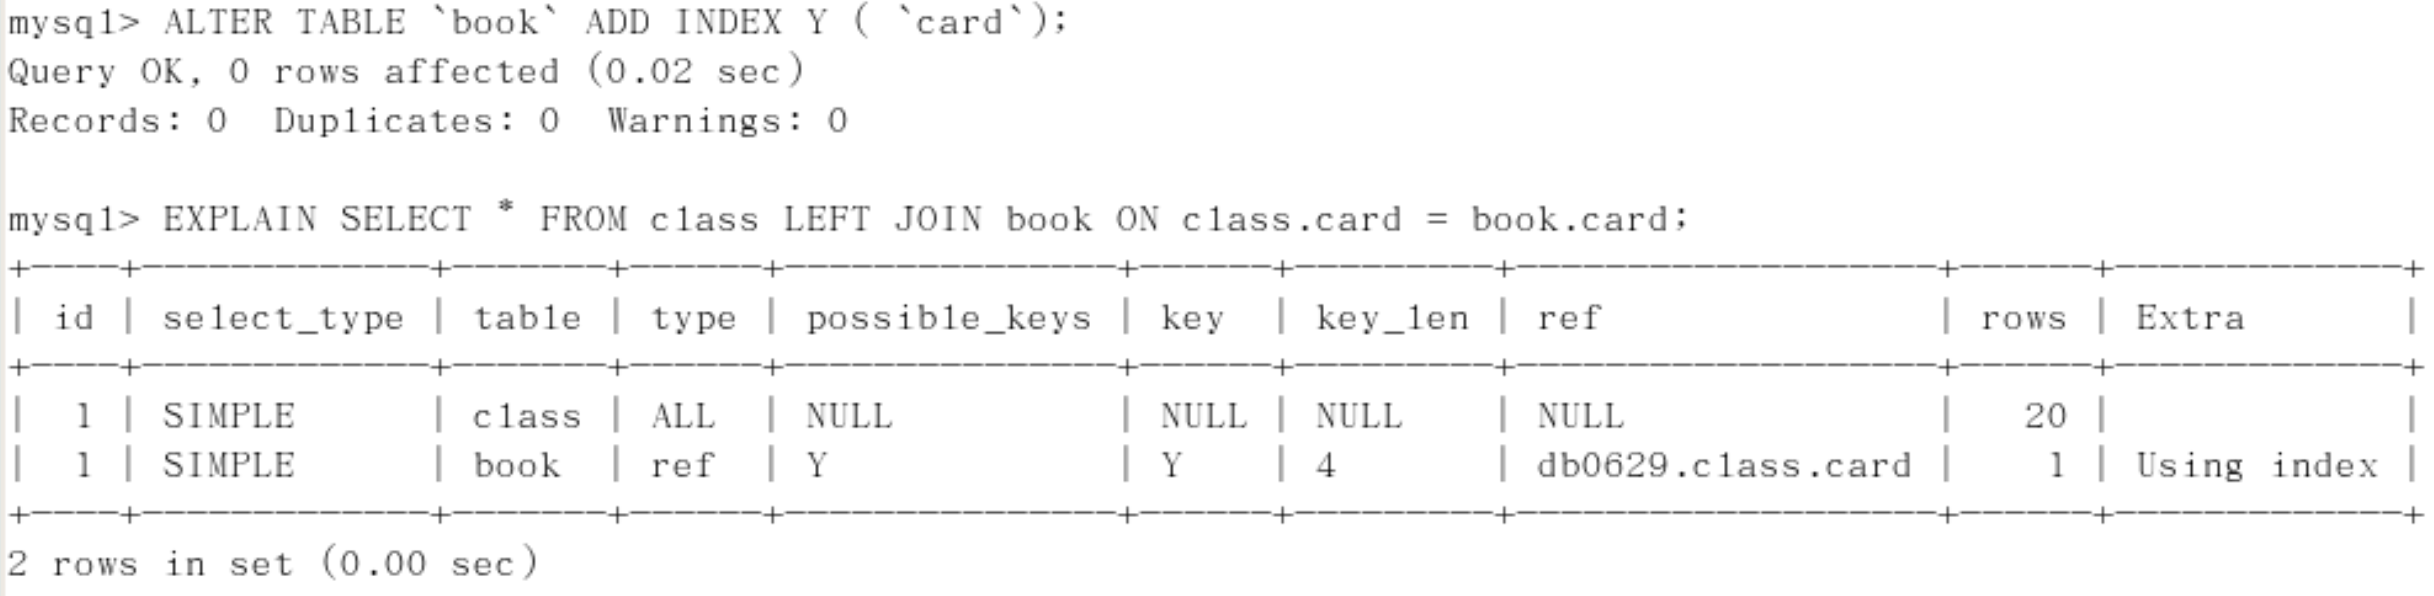 mysql> ALTER TABLE `book` ADD INDEX Y ( `card`);
Query OK, 0 rows affected (0.02 sec)
Records: 0  Duplicates: 0  Warnings: 0

mysql> EXPLAIN SELECT * FROM class LEFT JOIN book ON class.card = book.card;
+----+-------------+-------+------+---------------+------+---------+-------------------+------+-------------+
| id | select_type | table | type | possible_keys | key  | key_len | ref               | rows | Extra       |
+----+-------------+-------+------+---------------+------+---------+-------------------+------+-------------+
|  1 | SIMPLE      | class | ALL  | NULL          | NULL | NULL    | NULL              |   20 |             |
|  1 | SIMPLE      | book  | ref  | Y             | Y    | 4       | db0629.class.card |    1 | Using index |
+----+-------------+-------+------+---------------+------+---------+-------------------+------+-------------+
2 rows in set (0.00 sec)